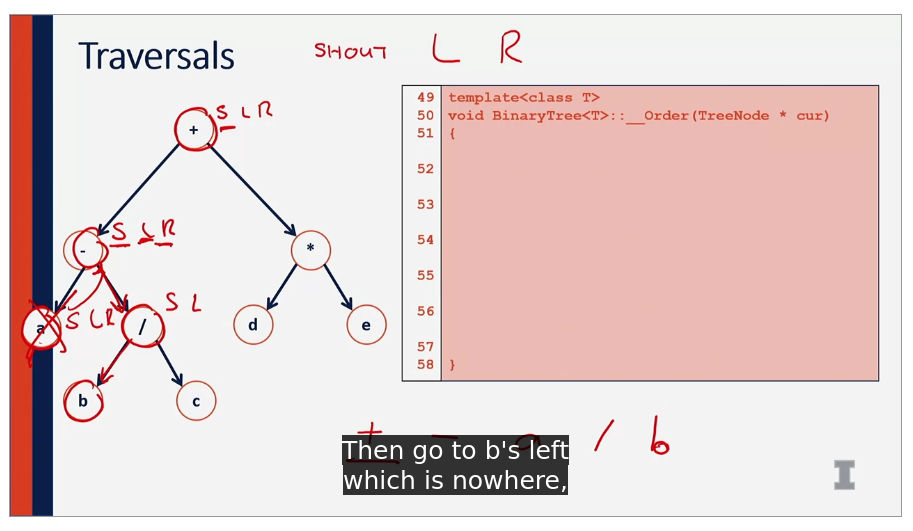 Traversals
SHOUT L R
+ S L R
- S L R
*
a S L R
/ S L
d
e
b
c
49 template<class T>
50 void BinaryTree<T>::__Order(TreeNode * cur)
51 {
52
53
54
55
56
57
58 }
+ - a / b
Then go to b's left
which is nowhere,
I